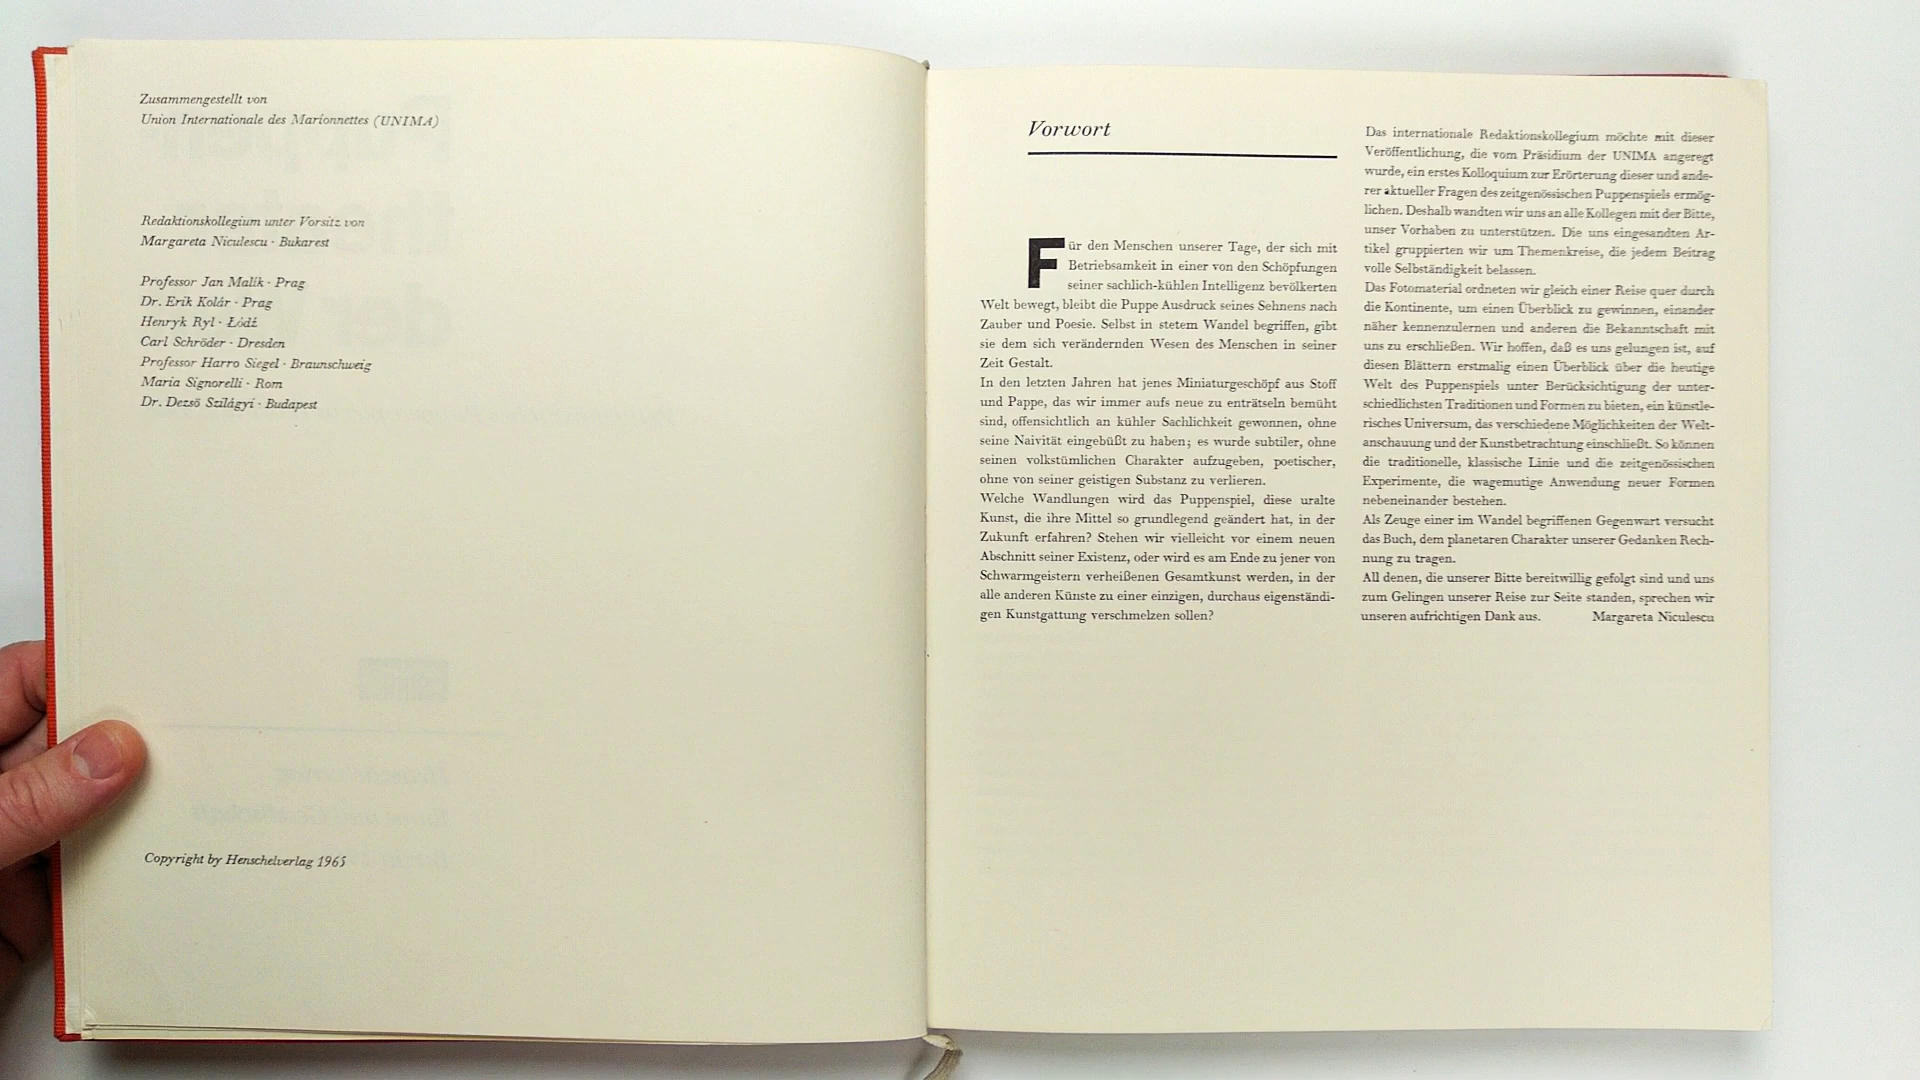 Zusammengestellt von
Union Internationale des Marionnettes (UNIMA)
Redaktionskollegium unter Vorsitz von
Margareta Niculescu · Bukarest
Professor Jan Malík · Prag
Dr. Erik Kolár · Prag
Henryk Ryl · Łódź
Carl Schröder · Dresden
Professor Harro Siegel · Braunschweig
Maria Signorelli · Rom
Dr. Dezsö Szilágyi · Budapest
Copyright by Henschelverlag 1965
Vorwort
Für den Menschen unserer Tage, der sich mit
Betriebsamkeit in einer von den Schöpfungen
seiner sachlich-kühlen Intelligenz bevölkerten
Welt bewegt, bleibt die Puppe Ausdruck seines Sehnens nach
Zauber und Poesie. Selbst in stetem Wandel begriffen, gibt
sie dem sich verändernden Wesen des Menschen in seiner
Zeit Gestalt.
In den letzten Jahren hat jenes Miniaturgeschöpf aus Stoff
und Pappe, das wir immer aufs neue zu enträtseln bemüht
sind, offensichtlich an kühler Sachlichkeit gewonnen, ohne
seine Naivität eingebüßt zu haben; es wurde subtiler, ohne
seinen volkstümlichen Charakter aufzugeben, poetischer,
ohne von seiner geistigen Substanz zu verlieren.
Welche Wandlungen wird das Puppenspiel, diese uralte
Kunst, die ihre Mittel so grundlegend geändert hat, in der
Zukunft erfahren? Stehen wir vielleicht vor einem neuen
Abschnitt seiner Existenz, oder wird es am Ende zu jener von
Schwarmgeistern verheißenen Gesamtkunst werden, in der
alle anderen Künste zu einer einzigen, durchaus eigenständi-
gen Kunstgattung verschmelzen sollen?
Das internationale Redaktionskollegium möchte mit dieser
Veröffentlichung, die vom Präsidium der UNIMA angeregt
wurde, ein erstes Kolloquium zur Erörterung dieser und ande-
rer aktueller Fragen des zeitgenössischen Puppenspiels ermög-
lichen. Deshalb wandten wir uns an alle Kollegen mit der Bitte,
unser Vorhaben zu unterstützen. Die uns eingesandten Ar-
tikel gruppierten wir um Themenkreise, die jedem Beitrag
volle Selbständigkeit belassen.
Das Fotomaterial ordneten wir gleich einer Reise quer durch
die Kontinente, um einen Überblick zu gewinnen, einander
näher kennenzulernen und anderen die Bekanntschaft mit
uns zu erschließen. Wir hoffen, daß es uns gelungen ist, auf
diesen Blättern erstmalig einen Überblick über die heutige
Welt des Puppenspiels unter Berücksichtigung der unter-
schiedlichsten Traditionen und Formen zu bieten, ein künstle-
risches Universum, das verschiedene Möglichkeiten der Welt-
anschauung und der Kunstbetrachtung einschließt. So können
die traditionelle, klassische Linie und die zeitgenössischen
Experimente, die wagemutige Anwendung neuer Formen
nebeneinander bestehen.
Als Zeuge einer im Wandel begriffenen Gegenwart versucht
das Buch, dem planetaren Charakter unserer Gedanken Rech-
nung zu tragen.
All denen, die unserer Bitte bereitwillig gefolgt sind und uns
zum Gelingen unserer Reise zur Seite standen, sprechen wir
unseren aufrichtigen Dank aus. Margareta Niculescu